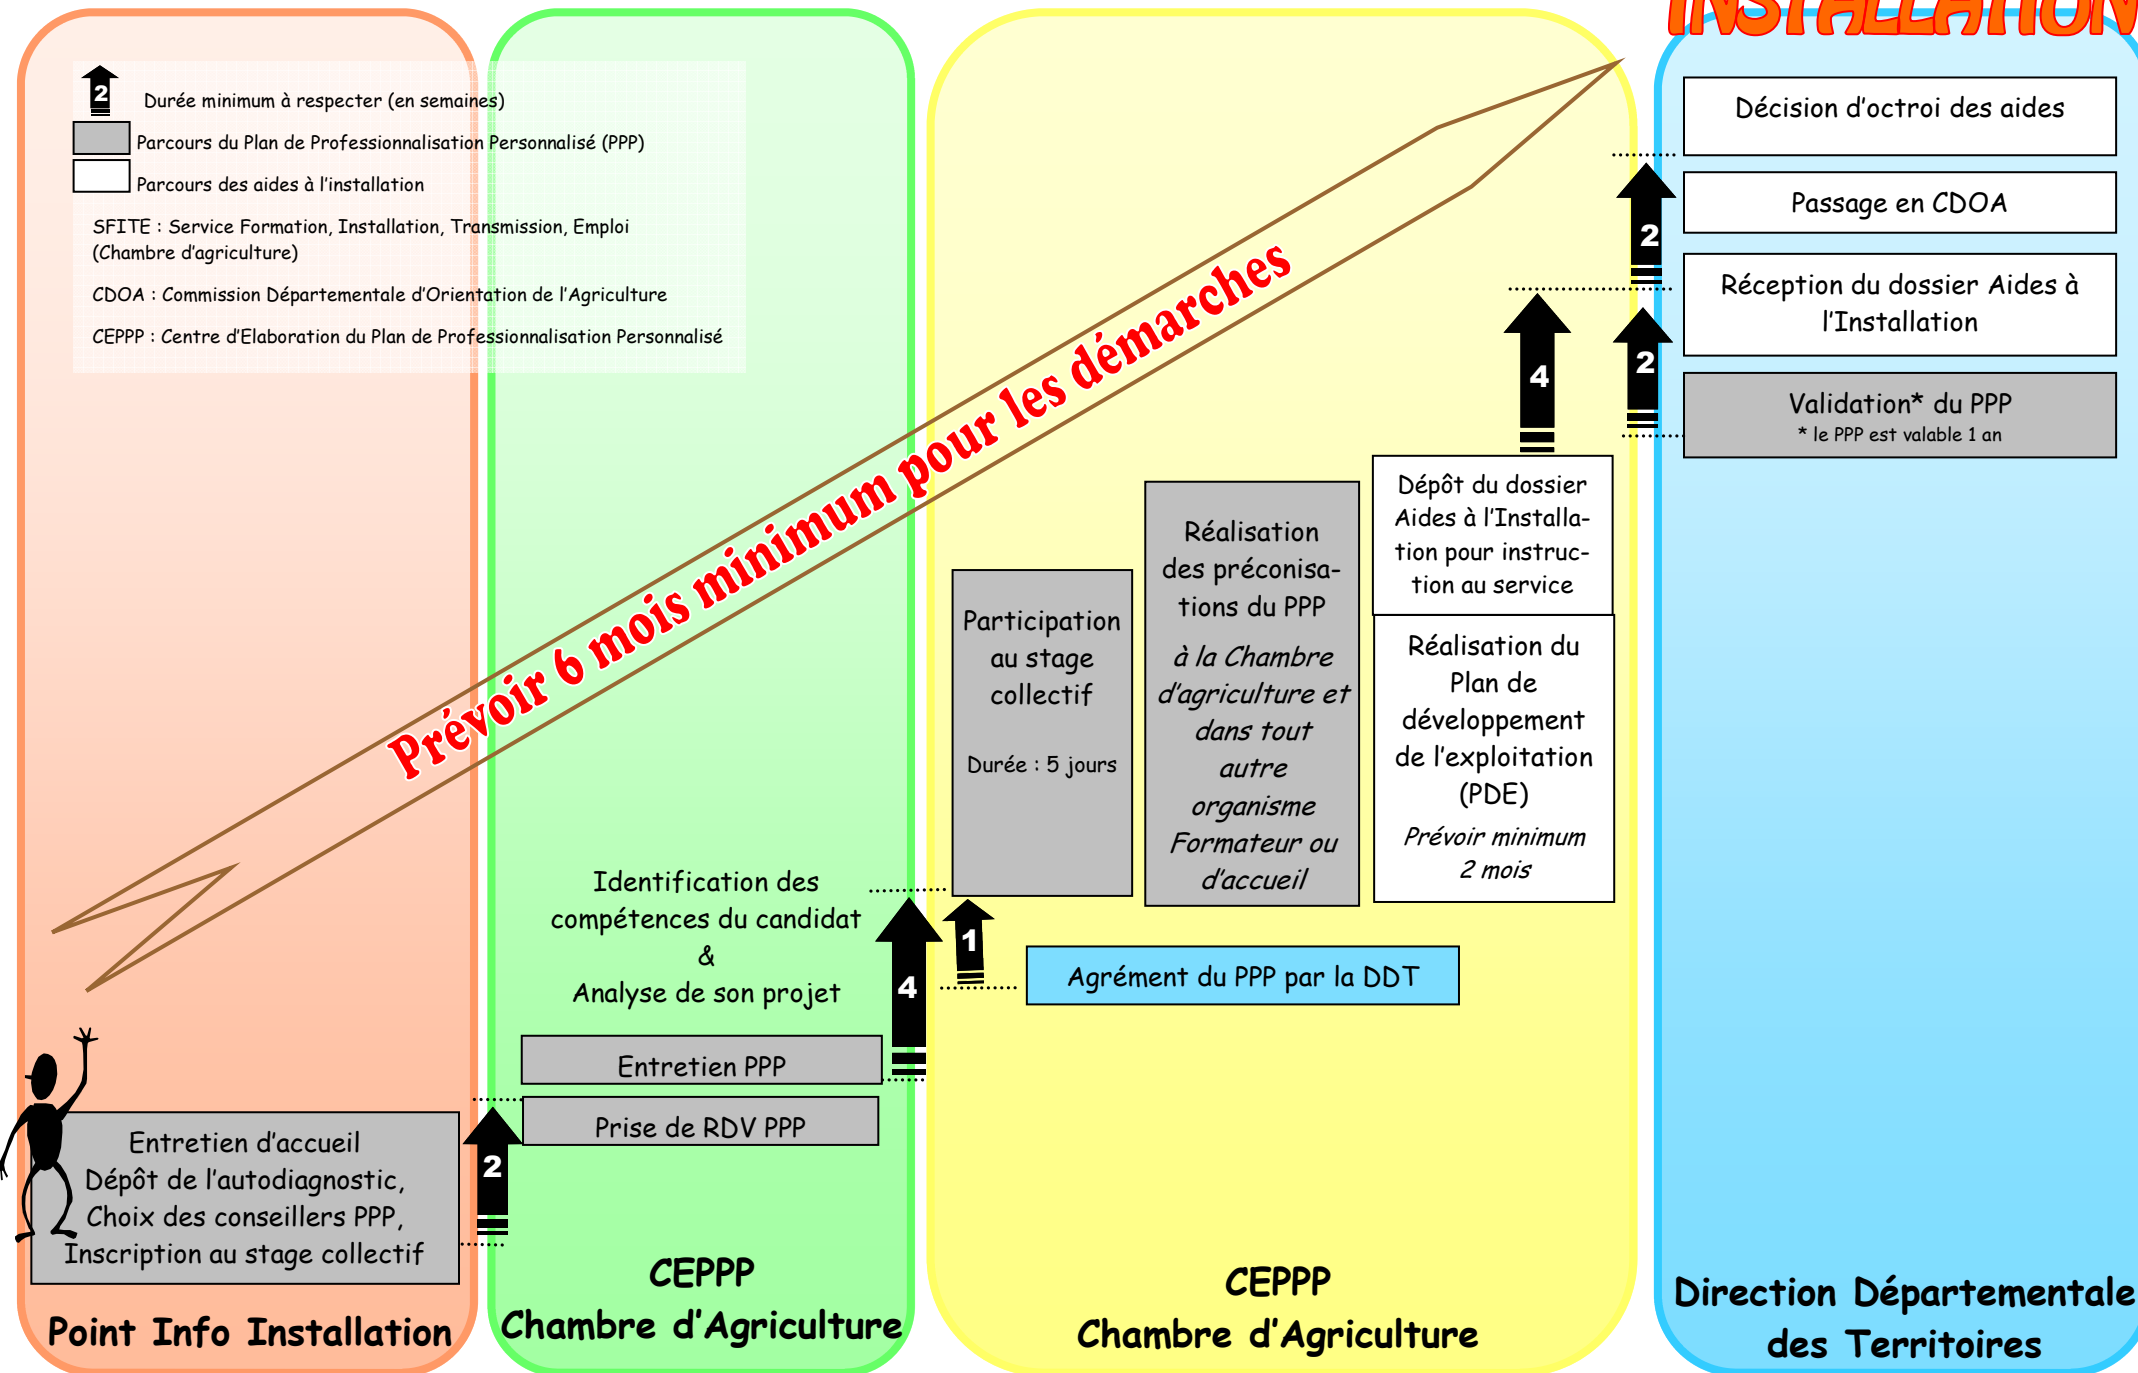 INSTALLATION
2
Durée minimum à respecter (en semaines)
Parcours du Plan de Professionnalisation Personnalisé (PPP)
Parcours des aides à l'installation
SFITE : Service Formation, Installation, Transmission, Emploi
(Chambre d'agriculture)
CDOA : Commission Départementale d'Orientation de l'Agriculture
CEPPP : Centre d'Elaboration du Plan de Professionnalisation Personnalisé
Prévoir 6 mois minimum pour les démarches
Entretien d'accueil
Dépôt de l'autodiagnostic,
Choix des conseillers PPP,
Inscription au stage collectif
Point Info Installation
2
Identification des
compétences du candidat
&
Analyse de son projet
Entretien PPP
Prise de RDV PPP
CEPPP
Chambre d'Agriculture
4
1
Participation
au stage
collectif
Durée : 5 jours
Réalisation
des préconisa-
tions du PPP
à la Chambre
d'agriculture et
dans tout
autre
organisme
Formateur ou
d'accueil
Dépôt du dossier
Aides à l'Installa-
tion pour instruc-
tion au service
Réalisation du
Plan de
développement
de l'exploitation
(PDE)
Prévoir minimum
2 mois
Agrément du PPP par la DDT
CEPPP
Chambre d'Agriculture
4
2
2
Décision d'octroi des aides
Passage en CDOA
Réception du dossier Aides à
l'Installation
Validation* du PPP
* le PPP est valable 1 an
Direction Départementale
des Territoires